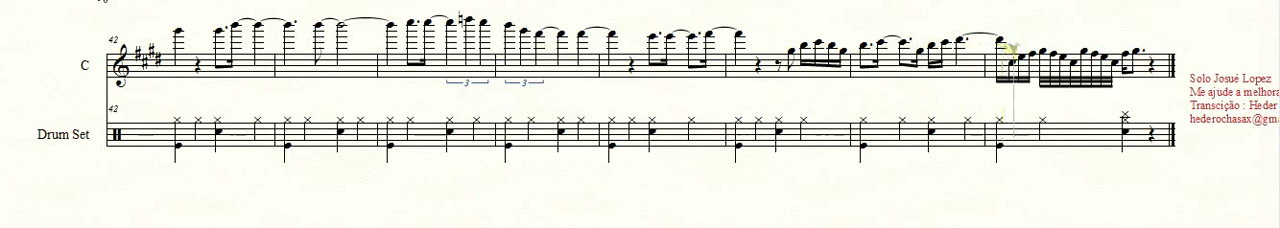 42
C
3
3
42
Drum Set
Solo Josué Lopez
Me ajude a melhora
Transcição : Heder
hederochasax@gm